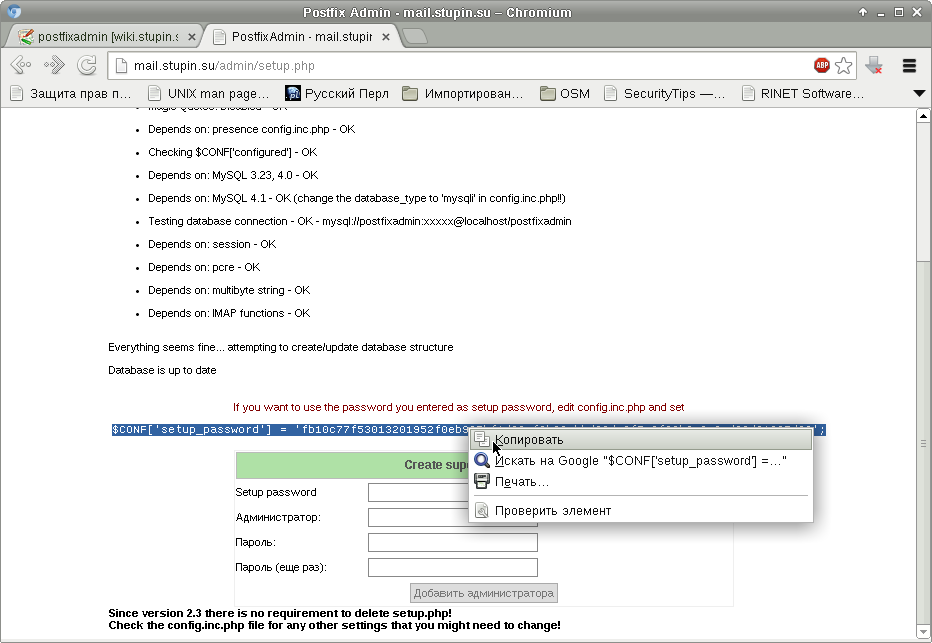 Postfix Admin - mail.stupin.su – Chromium
postfixadmin [wiki.stupin.s
PostfixAdmin - mail.stupir
mail.stupin.su/admin/setup.php
ABP
Защита прав п…
UNIX man page…
Русский Перл
Импортирован…
OSM
SecurityTips —…
RINET Software…
Magic Quotes: Disabled - OK
Depends on: presence config.inc.php - OK
Checking $CONF['configured'] - OK
Depends on: MySQL 3.23, 4.0 - OK
Depends on: MySQL 4.1 - OK (change the database_type to 'mysqli' in config.inc.php!!)
Testing database connection - OK - mysql://postfixadmin:xxxxx@localhost/postfixadmin
Depends on: session - OK
Depends on: pcre - OK
Depends on: multibyte string - OK
Depends on: IMAP functions - OK
Everything seems fine... attempting to create/update database structure
Database is up to date
If you want to use the password you entered as setup password, edit config.inc.php and set
$CONF['setup_password'] =
Копировать
Искать на Google "$CONF['setup_password'] =…"
Печать…
Проверить элемент
Create
Setup password
Администратор:
Пароль:
Пароль (еще раз):
Добавить администратора
Since version 2.3 there is no requirement to delete setup.php!
Check the config.inc.php file for any other settings that you might need to change!